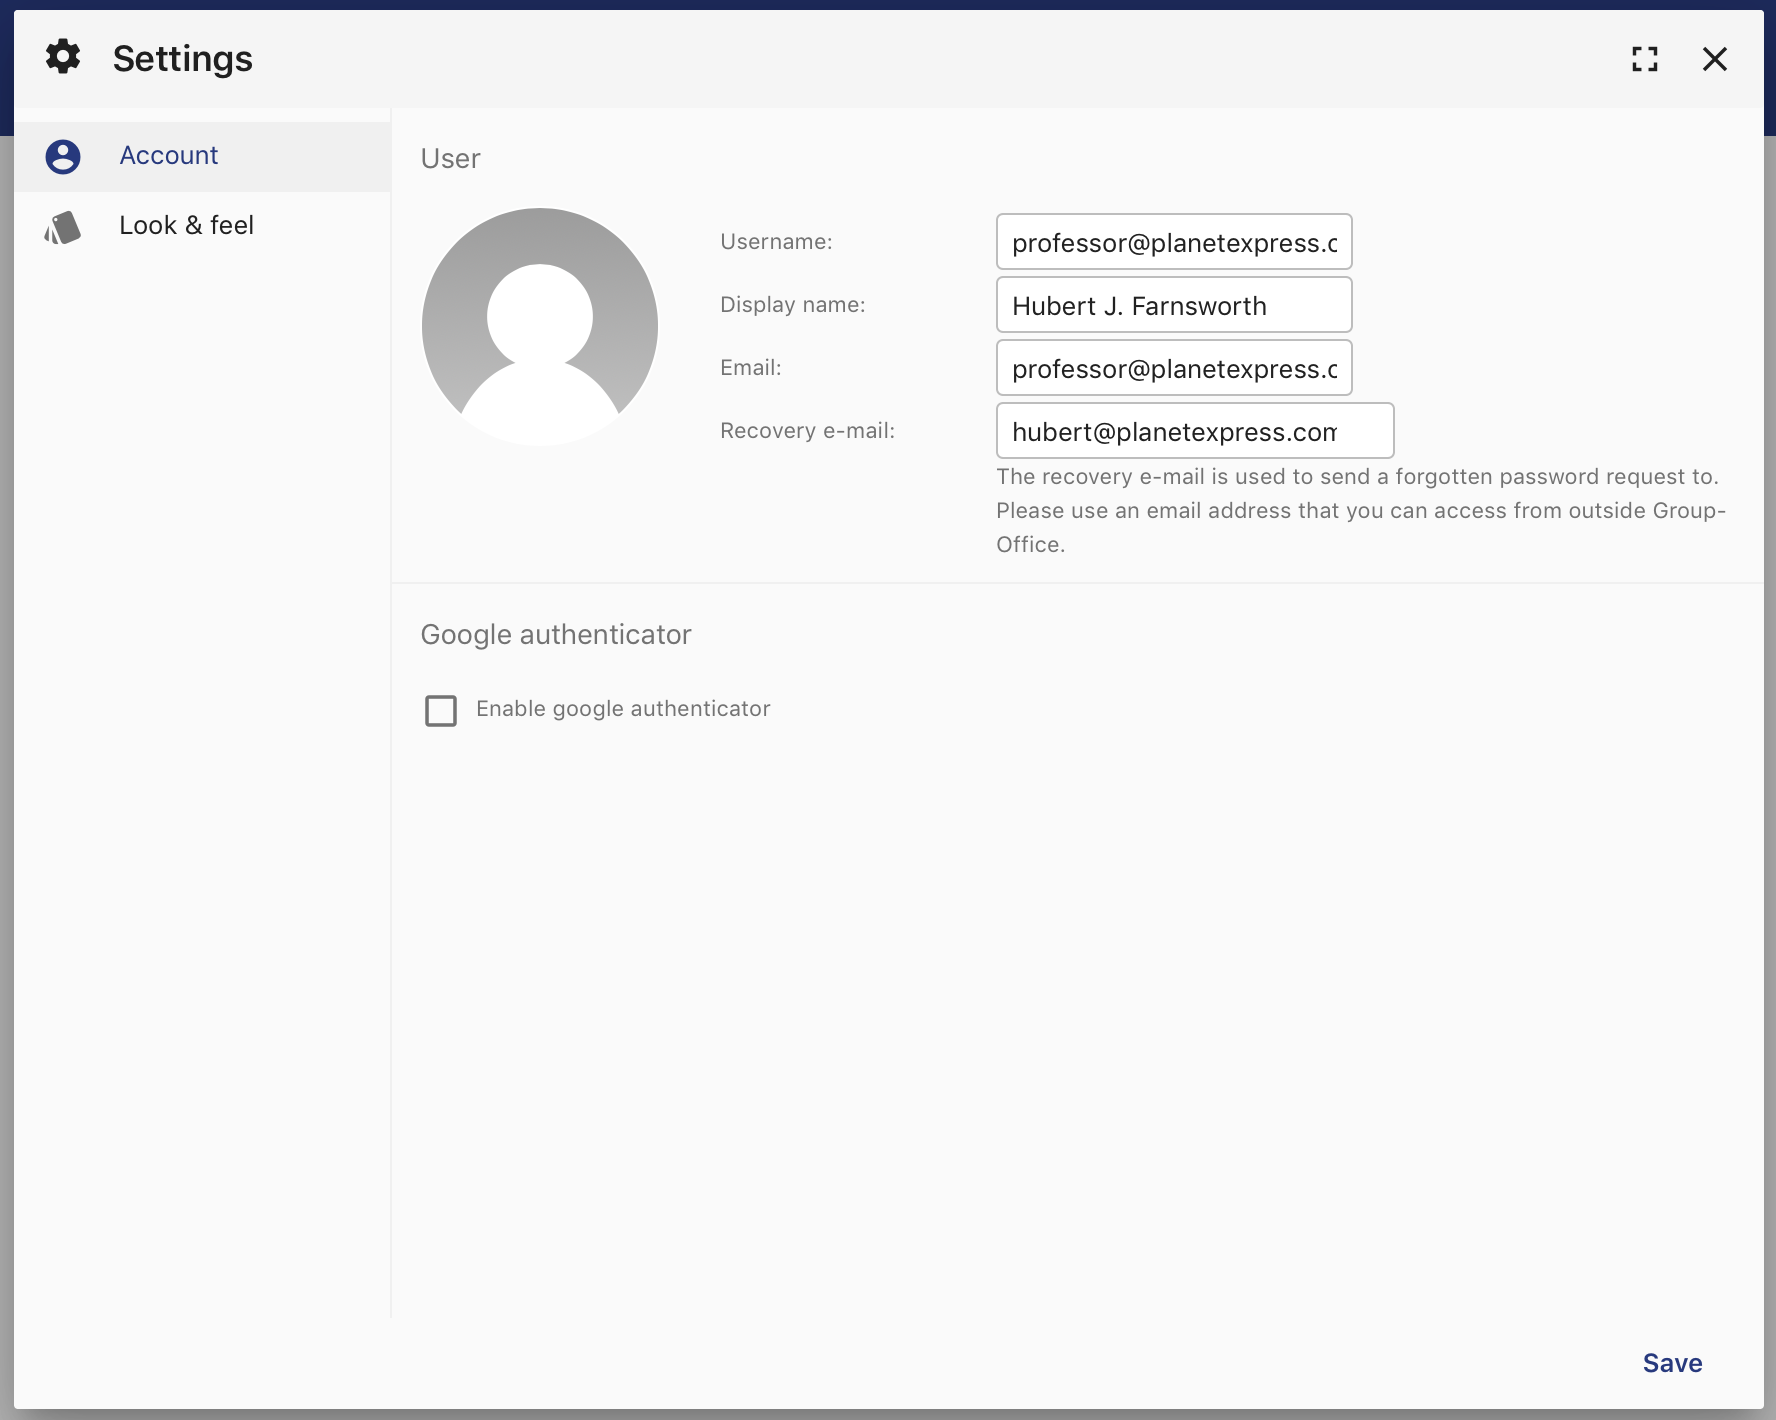 Settings
Account
Look & feel
User
Username:
professor@planetexpress.c
Display name:
Hubert J. Farnsworth
Email:
professor@planetexpress.c
Recovery e-mail:
hubert@planetexpress.com
The recovery e-mail is used to send a forgotten password request to.
Please use an email address that you can access from outside Group-
Office.
Google authenticator
Enable google authenticator
Save